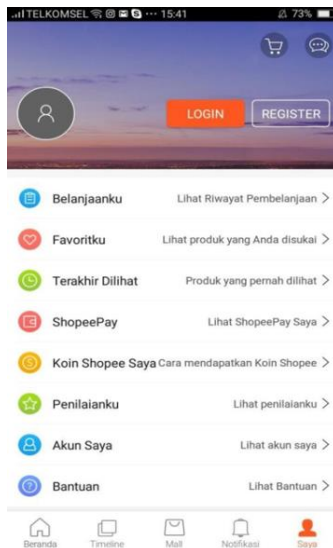 TELKOMSEL 15:41 73%
LOGIN REGISTER
Belanjaanku Lihat Riwayat Pembelanjaan >
Favoritku Lihat produk yang Anda disukai >
Terakhir Dilihat Produk yang pernah dilihat >
ShopeePay Lihat ShopeePay Saya >
Koin Shopee Saya Cara mendapatkan Koin Shopee >
Penilaianku Lihat penilaianku >
Akun Saya Lihat akun saya >
Bantuan Lihat Bantuan >
Beranda Timeline Mall Notifikasi Saya